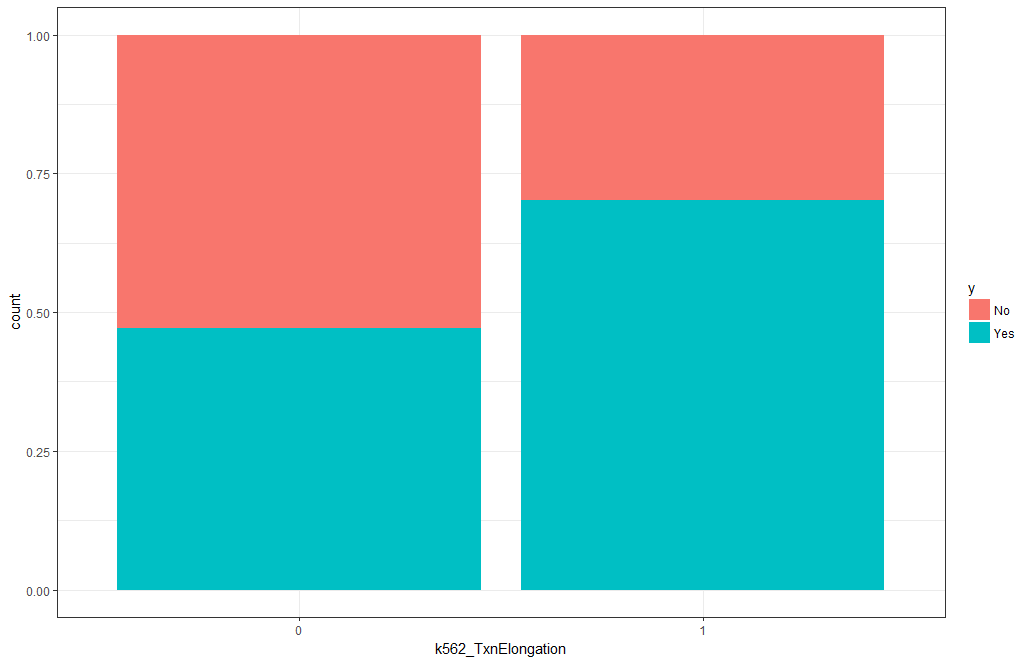 1.00
0.75
0.50
0.25
0.00
count
0
1
k562_TxnElongation
y
No
Yes